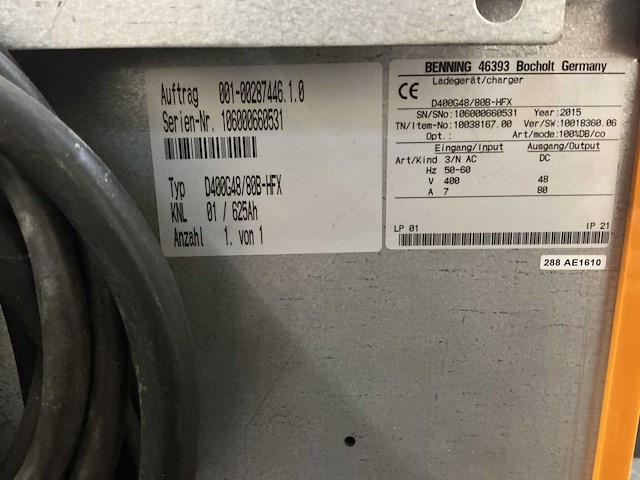 Auftrag 001-00287446.1.0
Serien-Nr. 106000660531
Typ D400G48/80B-HFX
KNL 01 / 625Ah
Anzahl 1. von 1
BENNING 46393 Bocholt Germany
Ladegerät/charger
CE
D400G48/80B-HFX
SN/SNo: 106000660531 Year: 2015
TN/Item-No: 10038167.00 Ver/SW: 10018360.06
Opt.: Art/mode: 100%DB/co
Eingang/Input Ausgang/Output
Art/Kind 3/N AC DC
Hz 50-60
V 400 48
A 7 80
LP 01 IP 21
288 AE1610